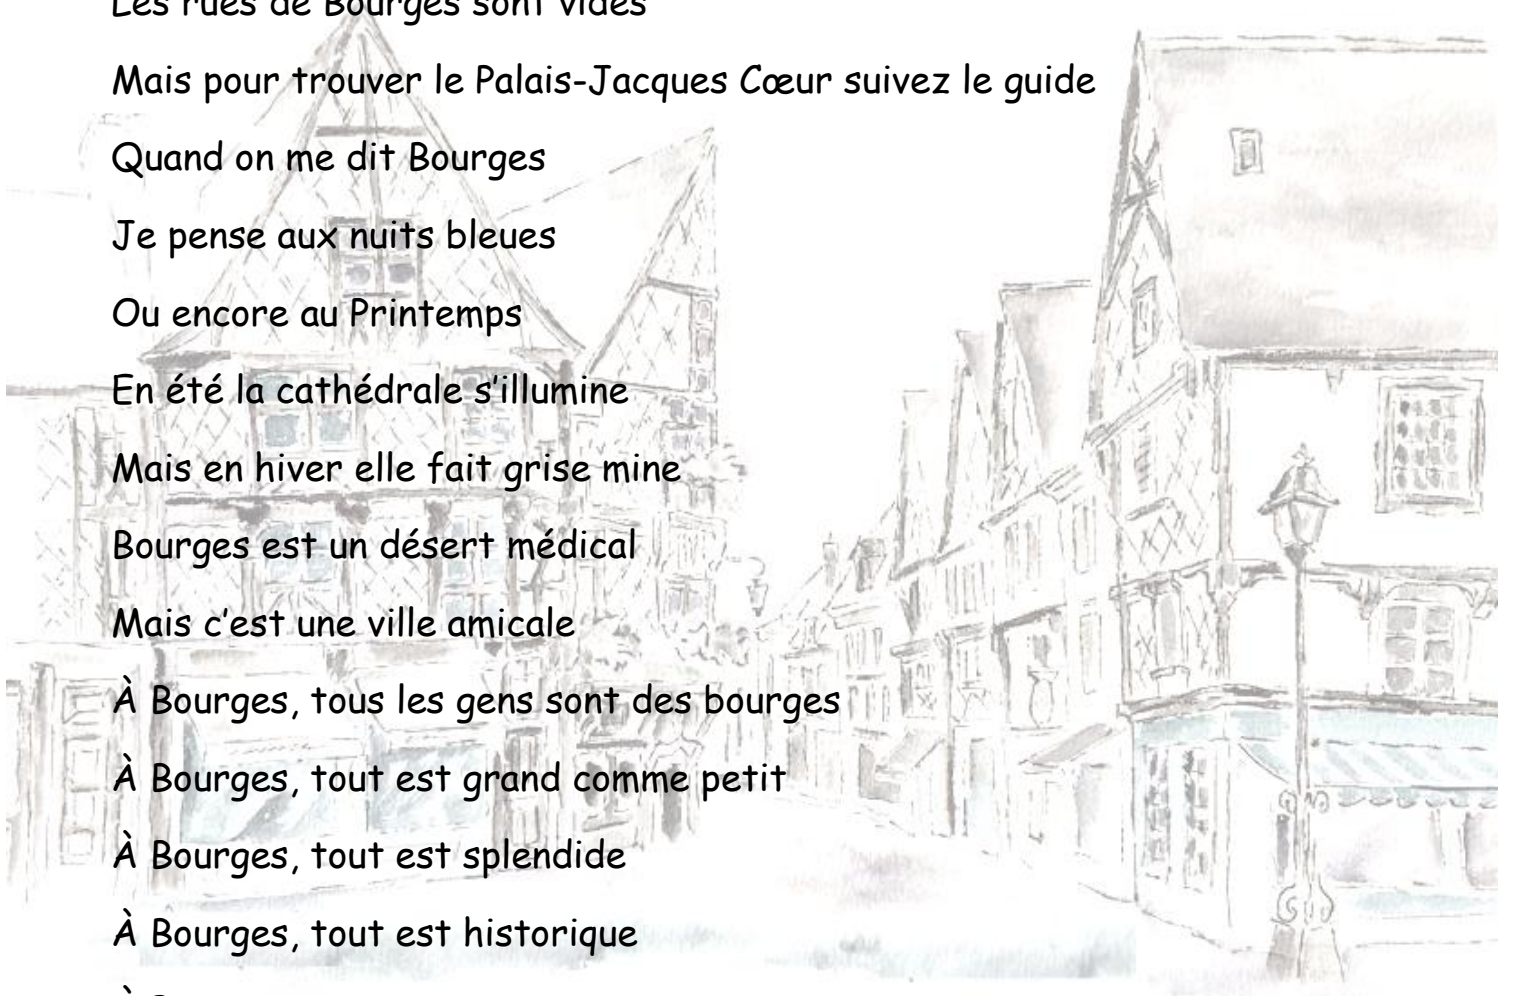 Les rues de Bourges sont vides
Mais pour trouver le Palais-Jacques Cœur suivez le guide
Quand on me dit Bourges
Je pense aux nuits bleues
Ou encore au Printemps
En été la cathédrale s’illumine
Mais en hiver elle fait grise mine
Bourges est un désert médical
Mais c’est une ville amicale
À Bourges, tous les gens sont des bourges
À Bourges, tout est grand comme petit
À Bourges, tout est splendide
À Bourges, tout est historique